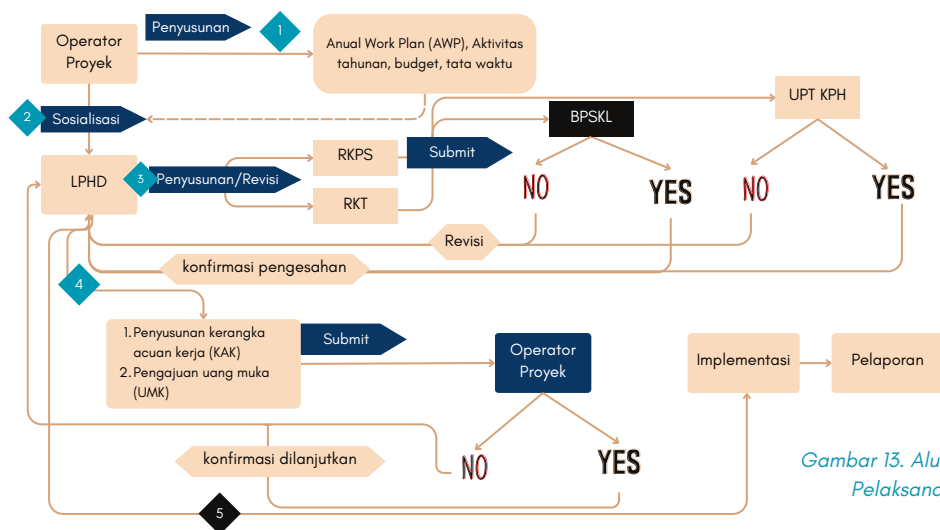 Penyusunan
1
Operator
Proyek
Anual Work Plan (AWP), Aktivitas
tahunan, budget, tata waktu
2
Sosialisasi
BPSKL
UPT KPH
LPHD
3
Penyusunan/Revisi
RKPS
RKT
Submit
NO
YES
NO
YES
Revisi
konfirmasi pengesahan
4
1. Penyusunan kerangka
acuan kerja (KAK)
2. Pengajuan uang muka
(UMK)
Submit
Operator
Proyek
Implementasi
Pelaporan
konfirmasi dilanjutkan
NO
YES
5
Gambar 13. Alu
Pelaksana